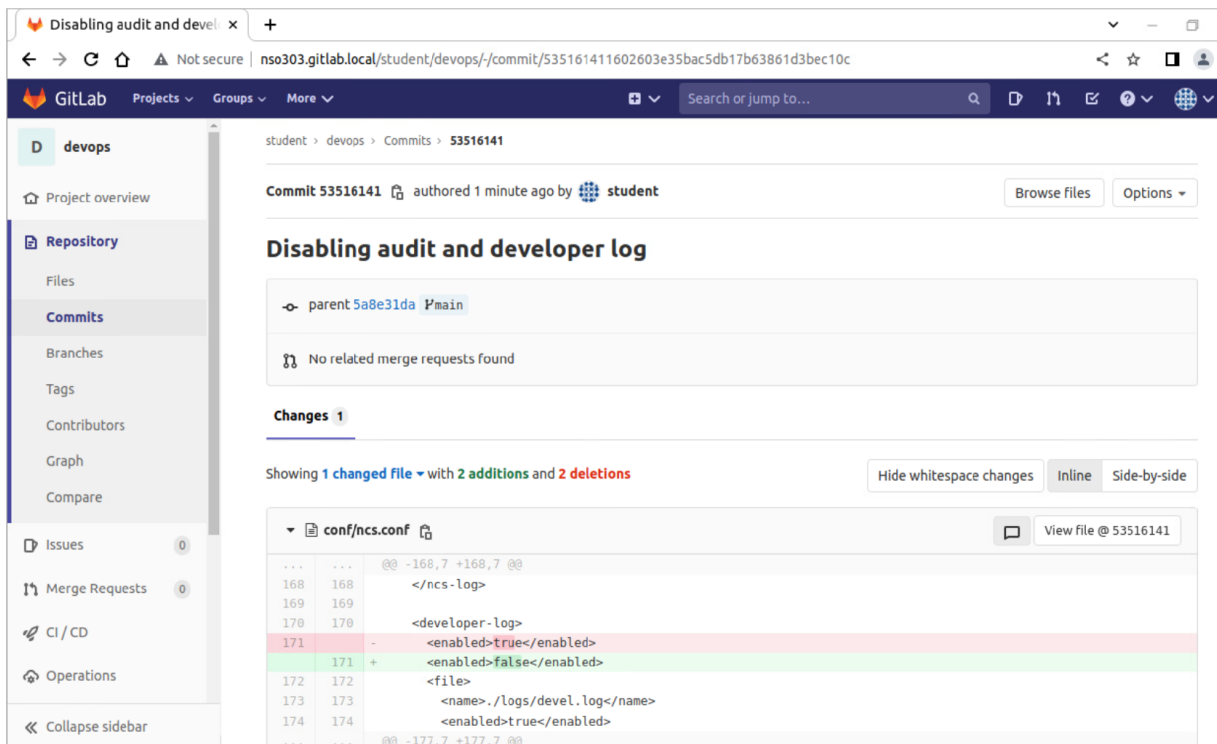 Disabling audit and devel
Not secure | nso303.gitlab.local/student/devops/-/commit/535161411602603e35bac5db17b63861d3bec10c
GitLab Projects Groups More Search or jump to...
D devops
Project overview
Repository
Files
Commits
Branches
Tags
Contributors
Graph
Compare
Issues 0
Merge Requests 0
CI / CD
Operations
Collapse sidebar
student > devops > Commits > 53516141
Commit 53516141 authored 1 minute ago by student Browse files Options
Disabling audit and developer log
parent 5a8e31da main
No related merge requests found
Changes 1
Showing 1 changed file with 2 additions and 2 deletions Hide whitespace changes Inline Side-by-side
conf/ncs.conf View file @ 53516141
... ... @@ -168,7 +168,7 @@
168 168 </ncs-log>
169 169
170 170 <developer-log>
171 - <enabled>true</enabled>
171 + <enabled>false</enabled>
172 172 <file>
173 173 <name>./logs/devel.log</name>
174 174 <enabled>true</enabled>
... ... @@ -177,7 +177,7 @@